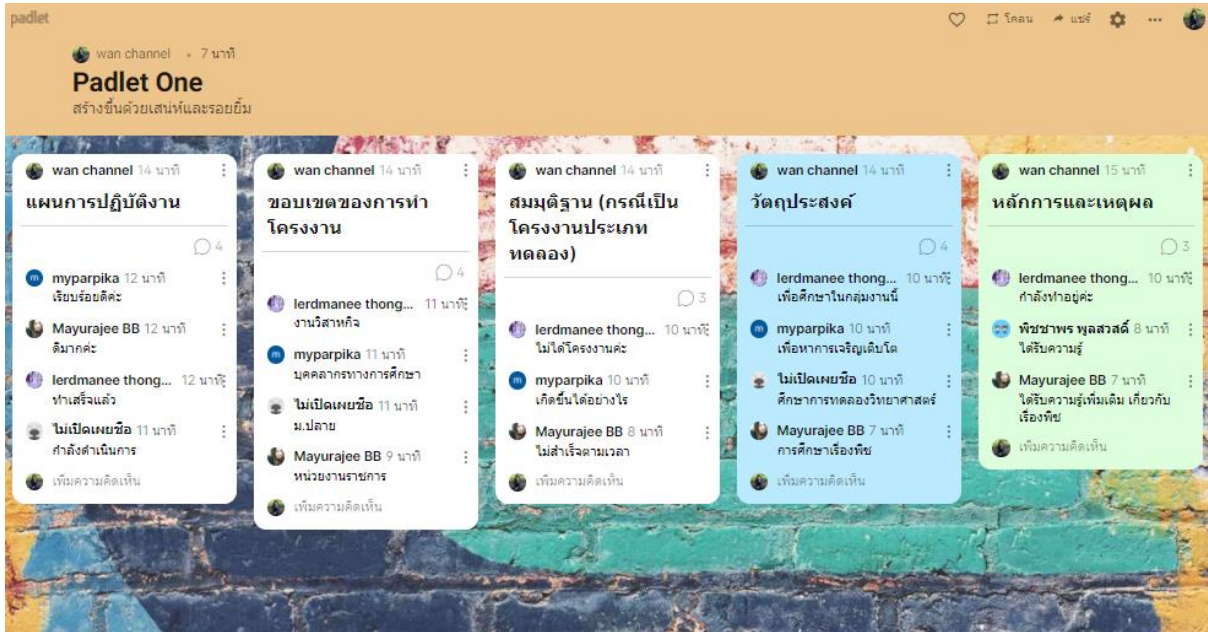 padlet
โคลน
แชร์
wan channel • 7 นาที
Padlet One
สร้างขึ้นด้วยเสน่ห์และรอยยิ้ม
wan channel 14 นาที
แผนการปฏิบัติงาน
4
myparpika 12 นาที
เรียบร้อยดีค่ะ
Mayurajee BB 12 นาที
ดีมากค่ะ
lerdmanee thong... 12 นาที
ทำเสร็จแล้ว
ไม่เปิดเผยชื่อ 11 นาที
กำลังดำเนินการ
เพิ่มความคิดเห็น
wan channel 14 นาที
ขอบเขตของการทำ
โครงงาน
4
lerdmanee thong... 11 นาที
งานวิสาหกิจ
myparpika 11 นาที
บุคคลากรทางการศึกษา
ไม่เปิดเผยชื่อ 11 นาที
ม.ปลาย
Mayurajee BB 9 นาที
หน่วยงานราชการ
เพิ่มความคิดเห็น
wan channel 14 นาที
สมมุติฐาน (กรณีเป็น
โครงงานประเภท
ทดลอง)
3
lerdmanee thong... 10 นาที
ไม่ได้โครงงานค่ะ
myparpika 10 นาที
เกิดขึ้นได้อย่างไร
Mayurajee BB 8 นาที
ไม่สำเร็จตามเวลา
เพิ่มความคิดเห็น
wan channel 14 นาที
วัตถุประสงค์
4
lerdmanee thong... 10 นาที
เพื่อศึกษาในกลุ่มงานนี้
myparpika 10 นาที
เพื่อหาการเจริญเติบโต
ไม่เปิดเผยชื่อ 10 นาที
ศึกษาการทดลองวิทยาศาสตร์
Mayurajee BB 7 นาที
การศึกษาเรื่องพืช
เพิ่มความคิดเห็น
wan channel 15 นาที
หลักการและเหตุผล
3
lerdmanee thong... 10 นาที
กำลังทำอยู่ค่ะ
พิชชาพร พูลสวสดิ์ 8 นาที
ได้รับความรู้
Mayurajee BB 7 นาที
ได้รับความรู้เพิ่มเติม เกี่ยวกับ
เรื่องพืช
เพิ่มความคิดเห็น